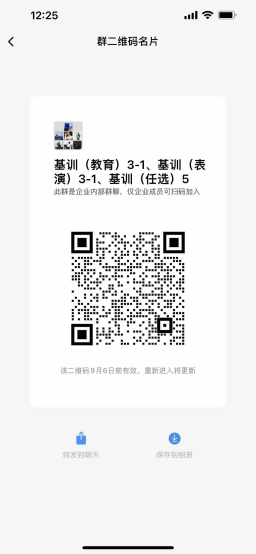 12:25
群二维码名片
基训（教育）3-1、基训（表
演）3-1、基训（任选）5
此群是企业内部群聊，仅企业成员可扫码加入
该二维码9月6日前有效，重新进入将更新
转发到聊天
保存到相册